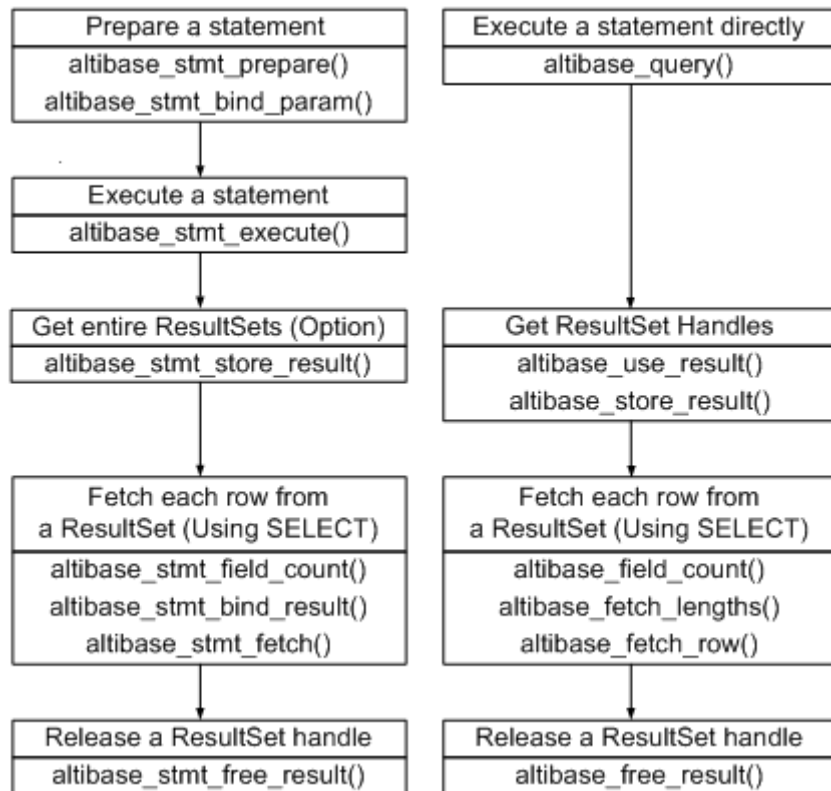 Prepare a statement
altibase_stmt_prepare()
altibase_stmt_bind_param()
Execute a statement
altibase_stmt_execute()
Get entire ResultSets (Option)
altibase_stmt_store_result()
Fetch each row from
a ResultSet (Using SELECT)
altibase_stmt_field_count()
altibase_stmt_bind_result()
altibase_stmt_fetch()
Release a ResultSet handle
altibase_stmt_free_result()
Execute a statement directly
altibase_query()
Get ResultSet Handles
altibase_use_result()
altibase_store_result()
Fetch each row from
a ResultSet (Using SELECT)
altibase_field_count()
altibase_fetch_lengths()
altibase_fetch_row()
Release a ResultSet handle
altibase_free_result()